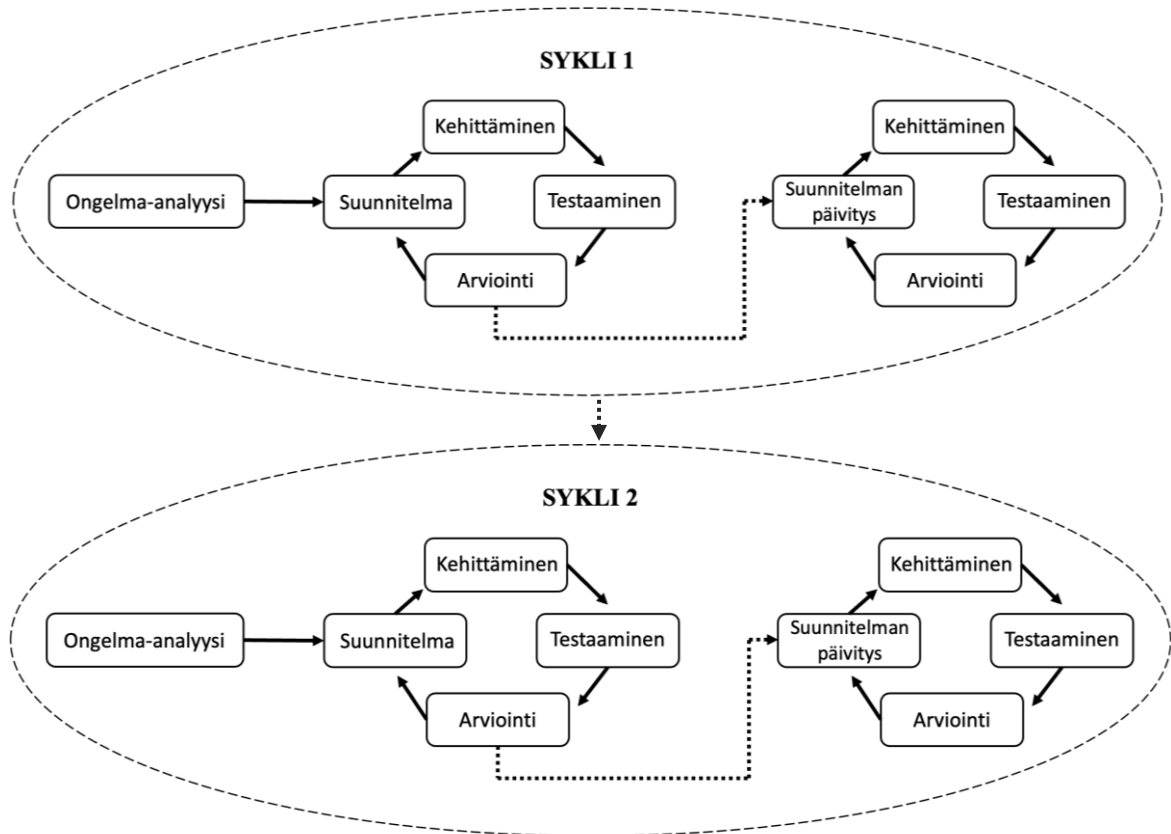 SYKLI 1
Kehittäminen
Kehittäminen
Ongelma-analyysi
Suunnitelma
Testaaminen
Suunnitelman
päivitys
Testaaminen
Arviointi
Arviointi
SYKLI 2
Kehittäminen
Kehittäminen
Ongelma-analyysi
Suunnitelma
Testaaminen
Suunnitelman
päivitys
Testaaminen
Arviointi
Arviointi